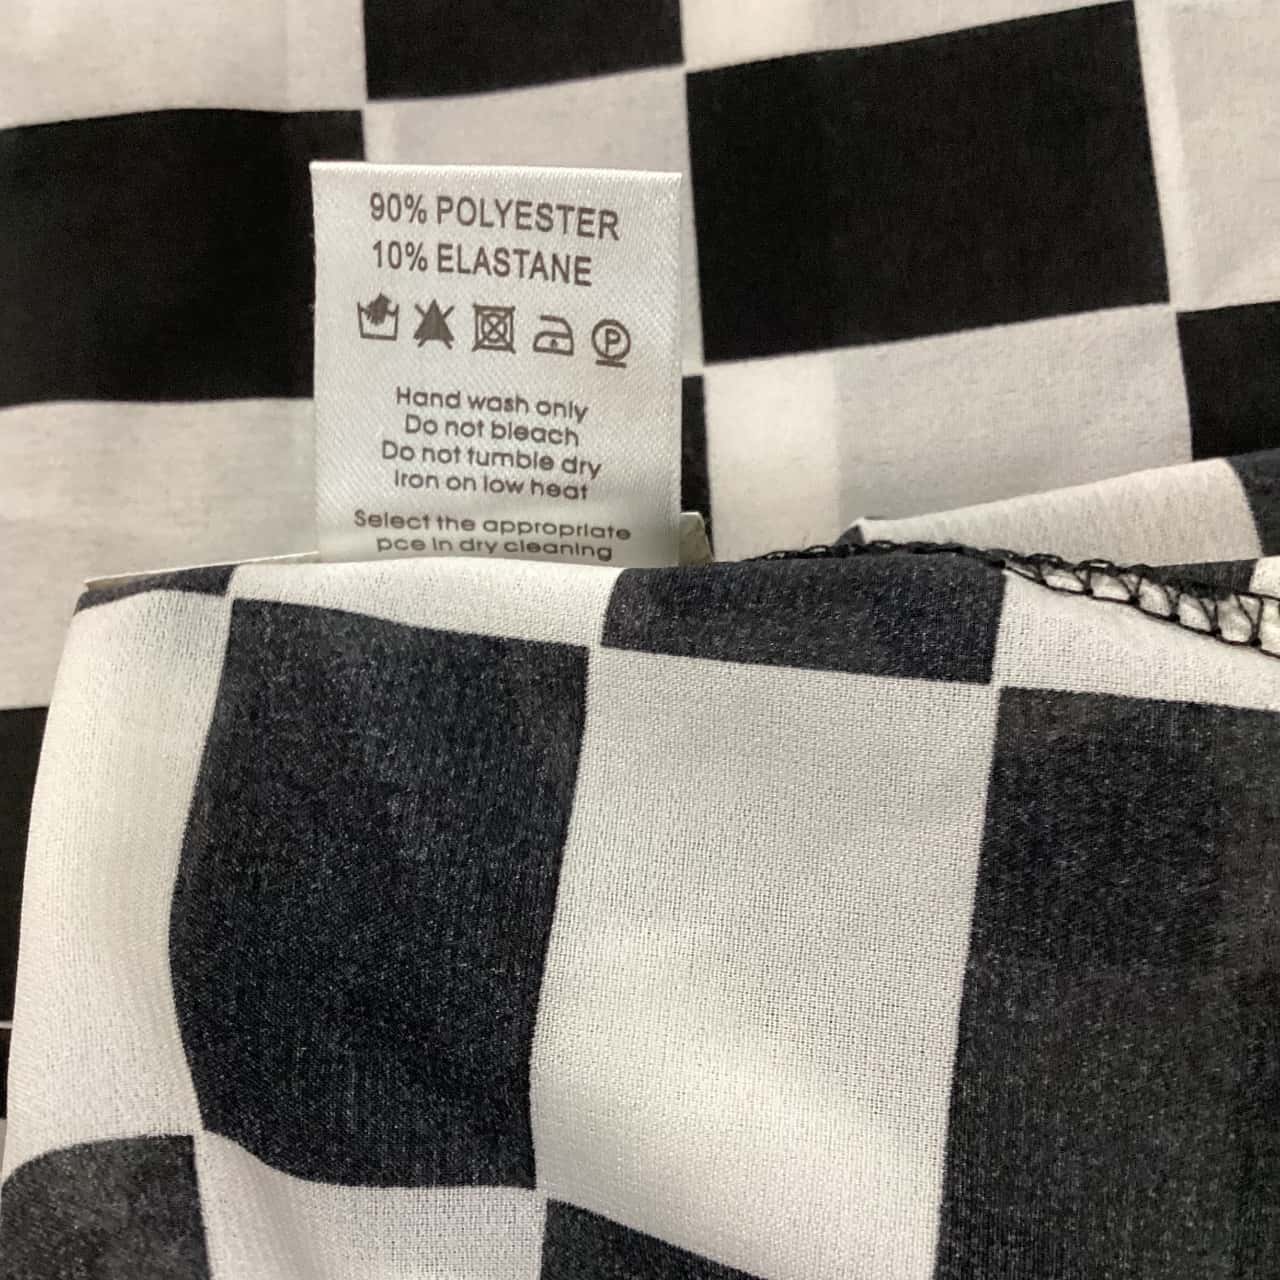 90% POLYESTER
10% ELASTANE
P
Hand wash only
Do not bleach
Do not tumble dry
Iron on low heat
Select the appropriate
pce in dry cleaning